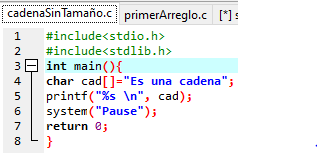 cadenaSinTamaño.c primerArreglo.c [*] s
1 #include<stdio.h>
2 #include<stdlib.h>
3 int main(){
4 char cad[]="Es una cadena";
5 printf("%s \n", cad);
6 system("Pause");
7 return 0;
8 }